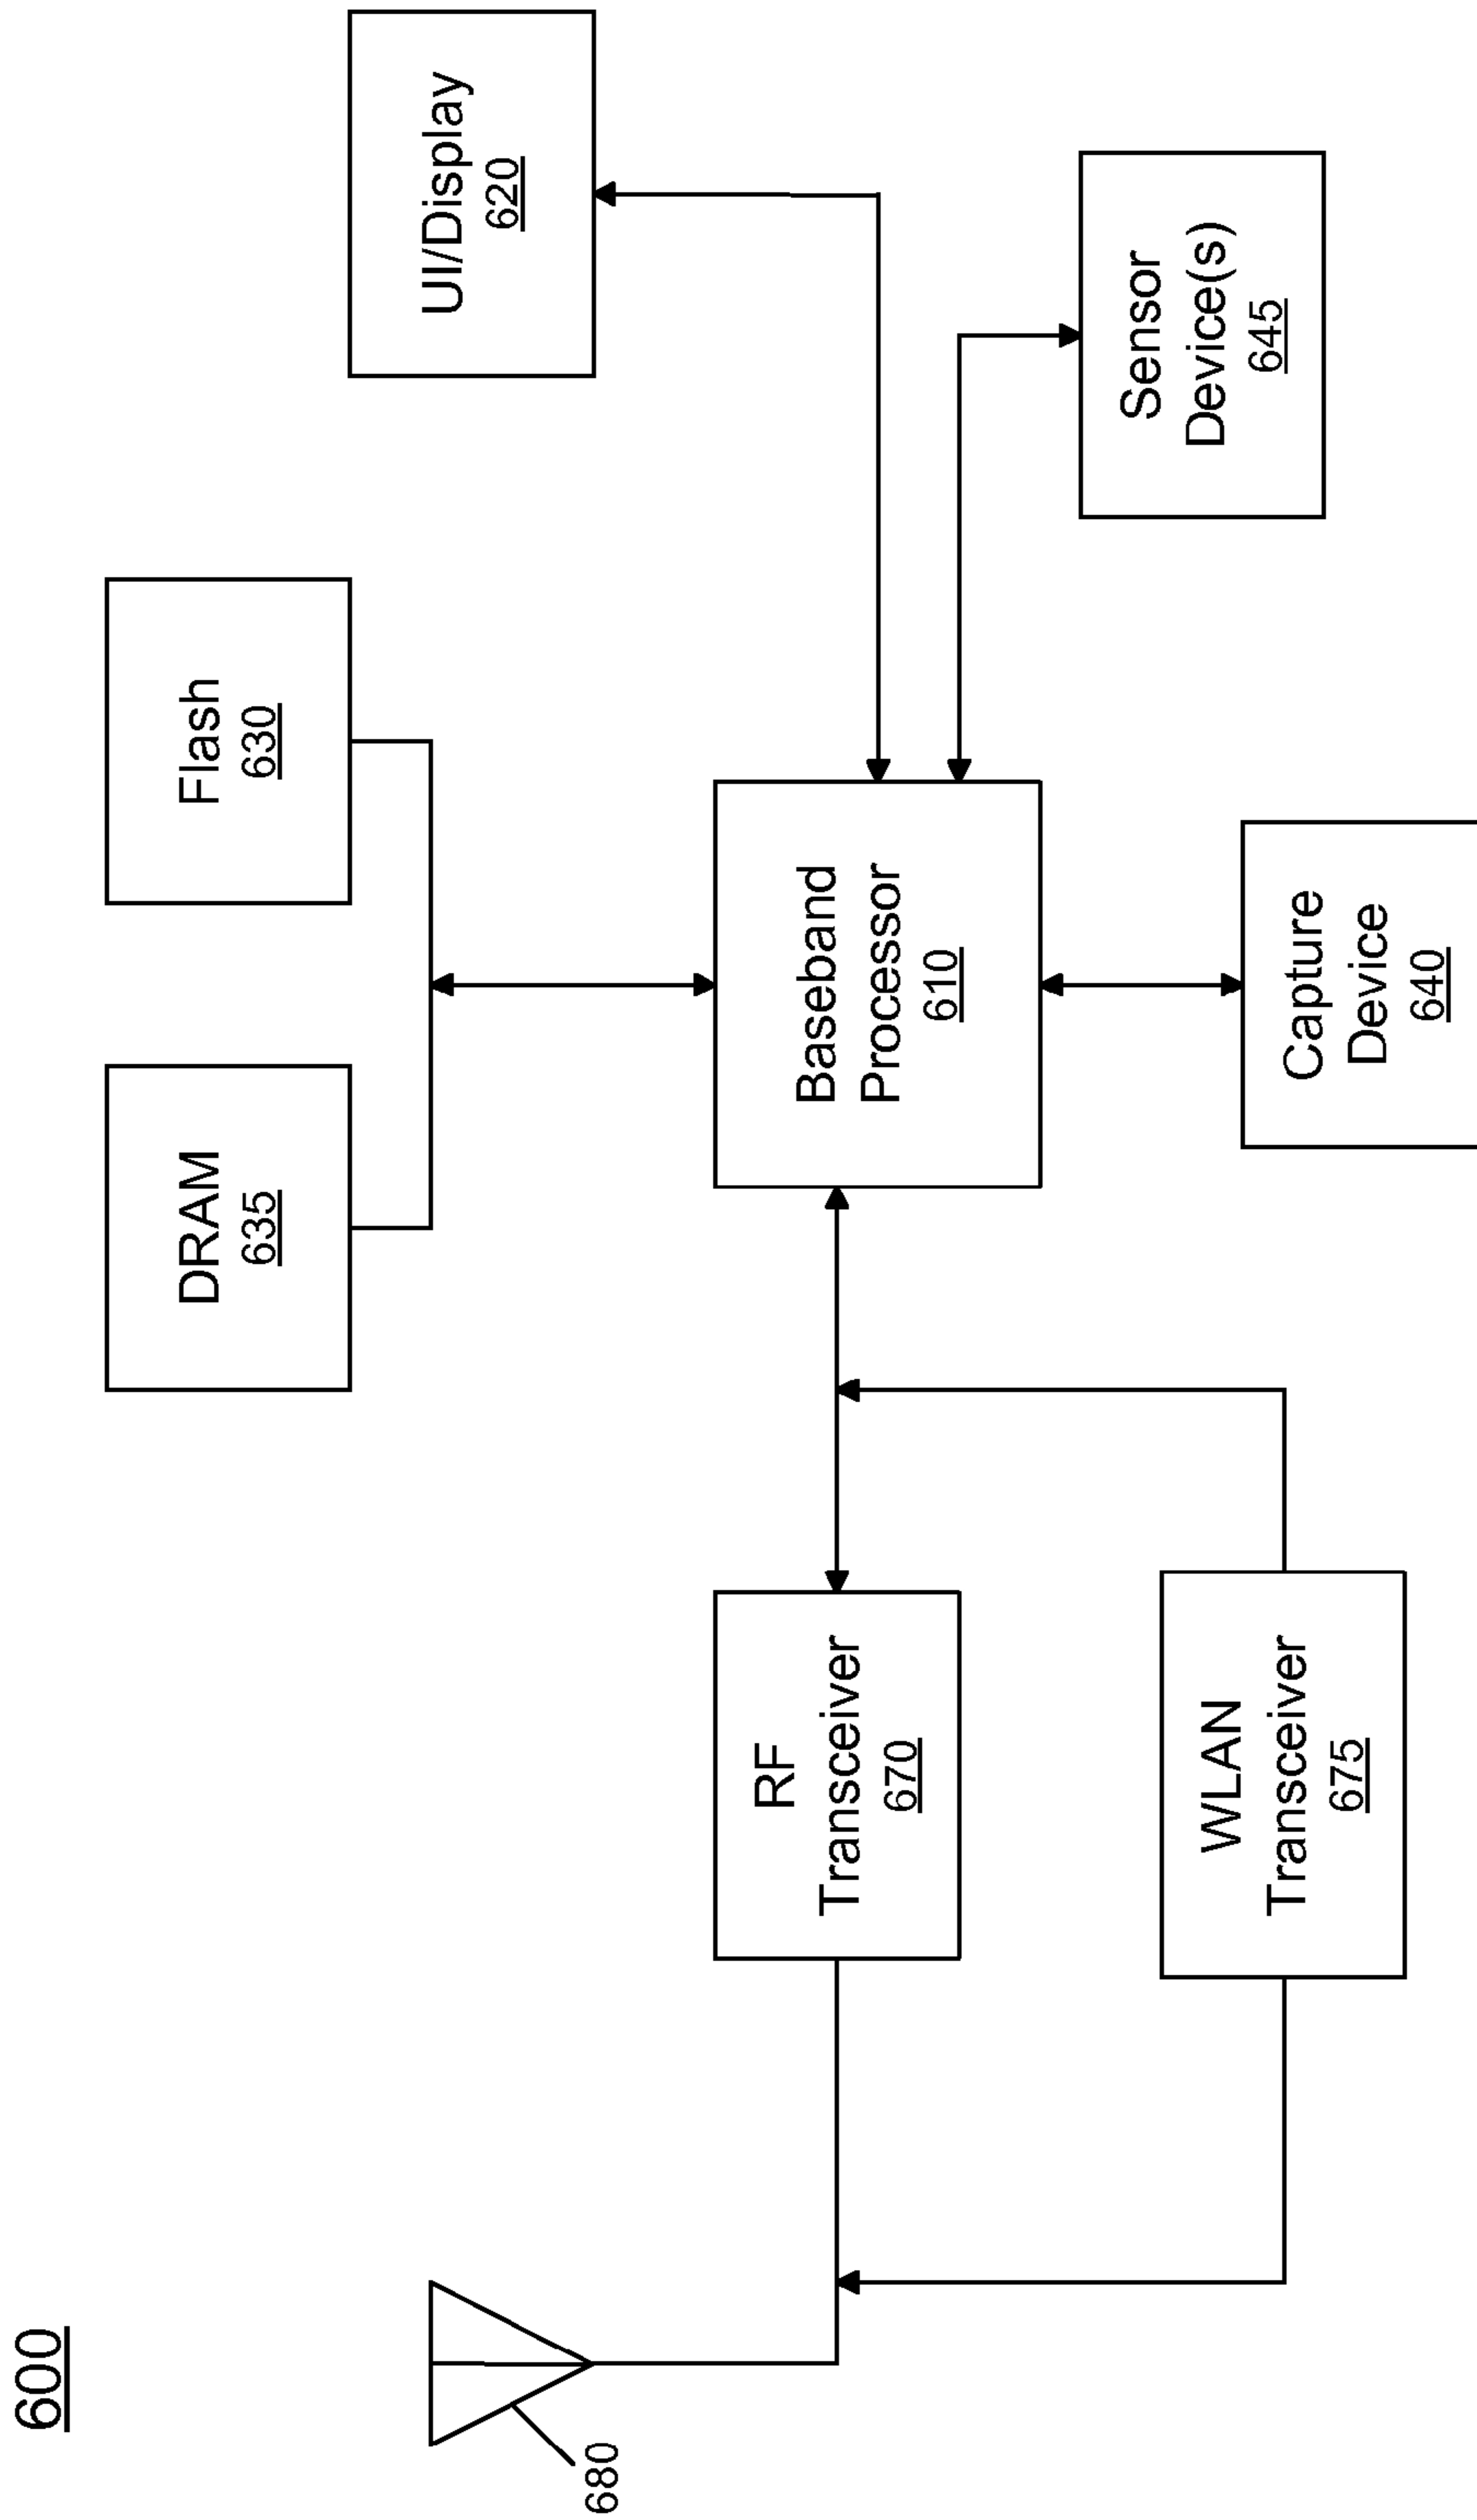 600
DRAM
635
Flash
630
UI/Display
620
680
RF
Transceiver
670
Baseband
Processor
610
Sensor
Device(s)
645
WLAN
Transceiver
675
Capture
Device
640